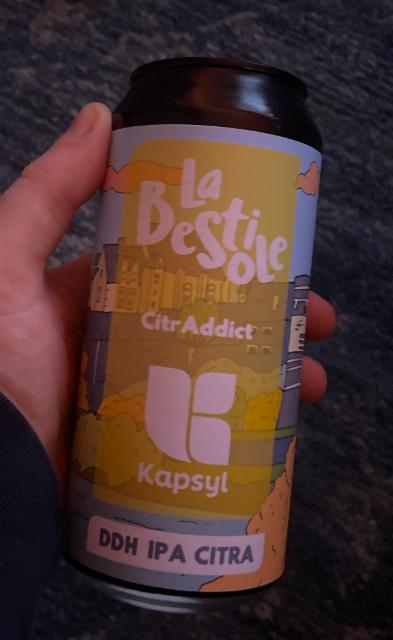 La
BeStiole
CitrAddict
Kapsyl
DDH IPA CITRA